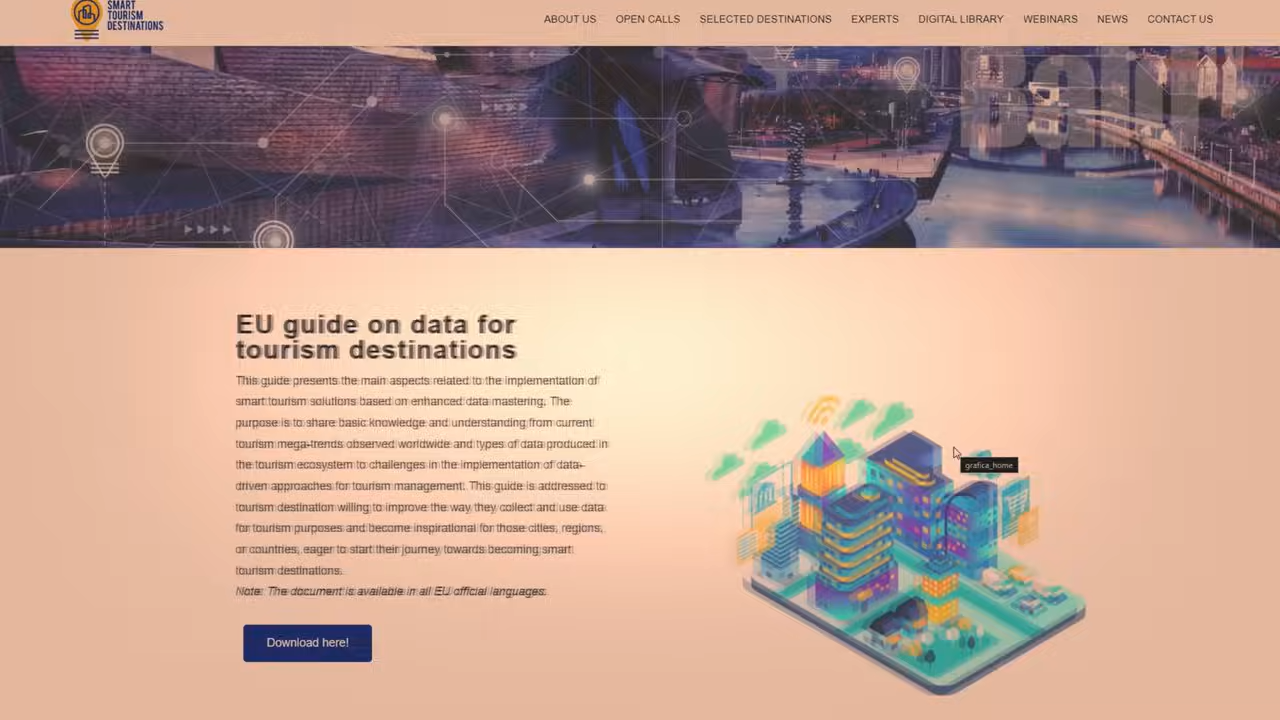 SMART
TOURISM
DESTINATIONS
ABOUT US OPEN CALLS SELECTED DESTINATIONS EXPERTS DIGITAL LIBRARY WEBINARS NEWS CONTACT US
EU guide on data for
tourism destinations
This guide presents the main aspects related to the implementation of
smart tourism solutions based on enhanced data mastering. The
purpose is to share basic knowledge and understanding from current
tourism mega-trends observed worldwide and types of data produced in
the tourism ecosystem to challenges in the implementation of data-
driven approaches for tourism management. This guide is addressed to
tourism destination willing to improve the way they collect and use data
for tourism purposes and become inspirational for those cities, regions,
or countries, eager to start their journey towards becoming smart
tourism destinations.
Note: The document is available in all EU official languages.
grafica_home
Download here!